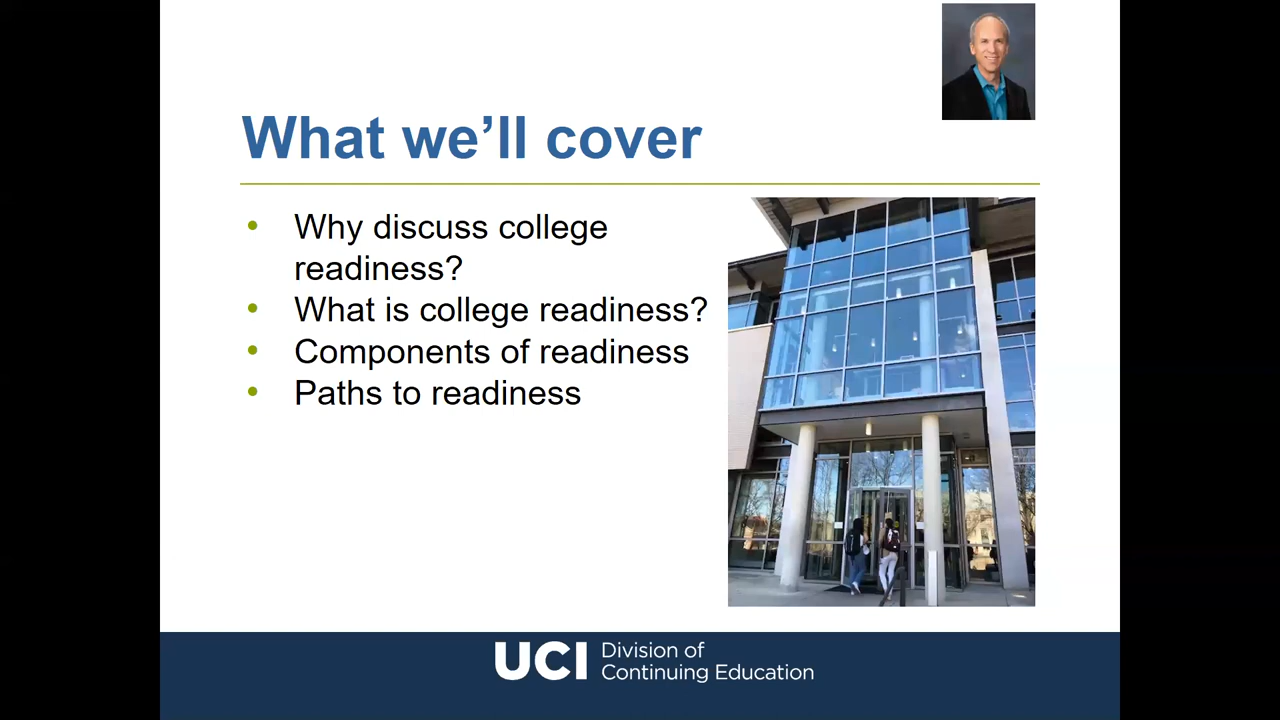 What we’ll cover
• Why discuss college
readiness?
• What is college readiness?
• Components of readiness
• Paths to readiness
UCI Division of
Continuing Education